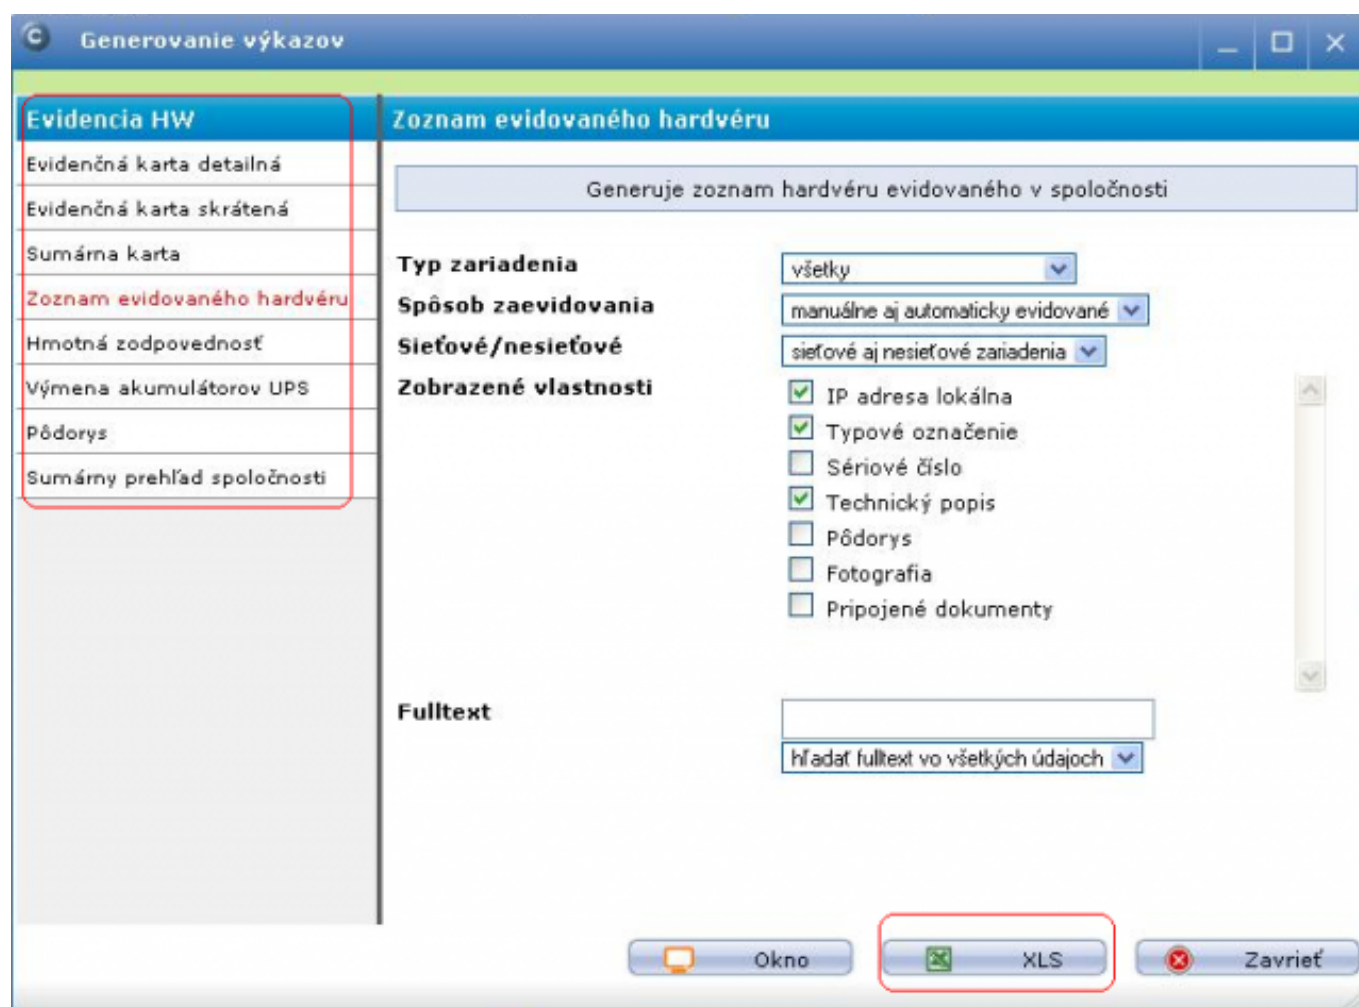 Generovanie výkazov
Evidencia HW
Evidenčná karta detailná
Evidenčná karta skrátená
Sumárna karta
Zoznam evidovaného hardvéru
Hmotná zodpovednosť
Výmena akumulátorov UPS
Pôdorys
Sumárny prehľad spoločnosti
Zoznam evidovaného hardvéru
Generuje zoznam hardvéru evidovaného v spoločnosti
Typ zariadenia všetky
Spôsob zaevidovania manuálne aj automaticky evidované
Sieťové/nesieťové sieťové aj nesieťové zariadenia
Zobrazené vlastnosti IP adresa lokálna
Typové označenie
Sériové číslo
Technický popis
Pôdorys
Fotografia
Pripojené dokumenty
Fulltext
hľadať fulltext vo všetkých údajoch
Okno XLS Zavrieť